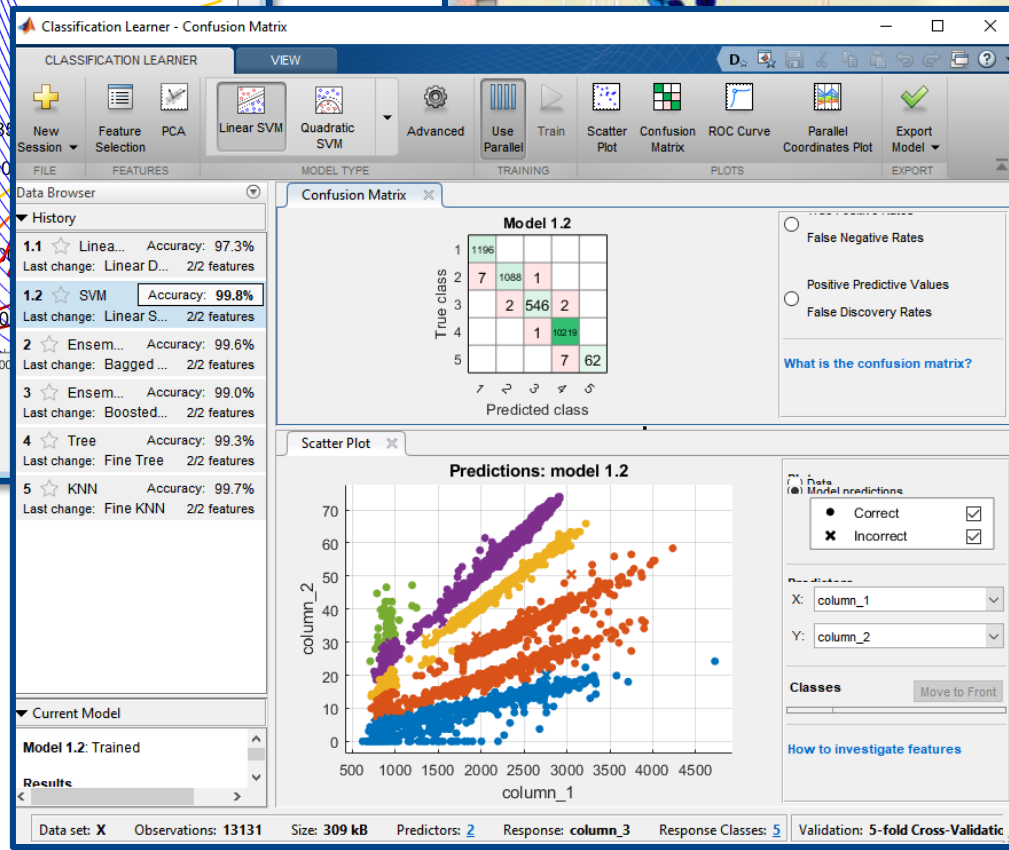 Classification Learner - Confusion Matrix
CLASSIFICATION LEARNER VIEW
New Session
Feature Selection
PCA
Linear SVM
Quadratic SVM
Advanced
Use Parallel
Train
Scatter Plot
Confusion Matrix
ROC Curve
Parallel Coordinates Plot
Export Model
FILE FEATURES MODEL TYPE TRAINING PLOTS EXPORT
Data Browser
History
1.1 Linea... Accuracy: 97.3%
Last change: Linear D... 2/2 features
1.2 SVM Accuracy: 99.8%
Last change: Linear S... 2/2 features
2 Ensem... Accuracy: 99.6%
Last change: Bagged ... 2/2 features
3 Ensem... Accuracy: 99.0%
Last change: Boosted... 2/2 features
4 Tree Accuracy: 99.3%
Last change: Fine Tree 2/2 features
5 KNN Accuracy: 99.7%
Last change: Fine KNN 2/2 features
Current Model
Model 1.2: Trained
Results
Confusion Matrix
Model 1.2
True class
1 1196
2 7 1088 1
3 2 546 2
4 1 10219
5 7 62
1 2 3 4 5
Predicted class
False Negative Rates
Positive Predictive Values
False Discovery Rates
What is the confusion matrix?
Scatter Plot
Predictions: model 1.2
column_2
70
60
50
40
30
20
10
0
500 1000 1500 2000 2500 3000 3500 4000 4500
column_1
Data
Model predictions
Correct
Incorrect
Predictors
X: column_1
Y: column_2
Classes Move to Front
How to investigate features
Data set: X Observations: 13131 Size: 309 kB Predictors: 2 Response: column_3 Response Classes: 5 Validation: 5-fold Cross-Validatio